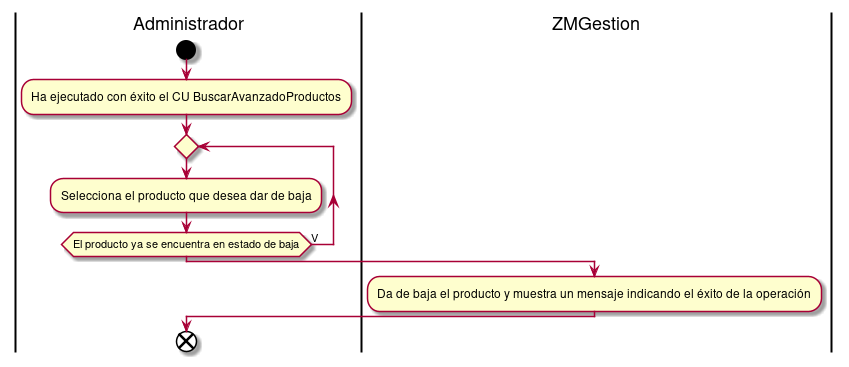 Administrador
ZMGestion
Ha ejecutado con éxito el CU BuscarAvanzadoProductos
Selecciona el producto que desea dar de baja
El producto ya se encuentra en estado de baja
V
Da de baja el producto y muestra un mensaje indicando el éxito de la operación